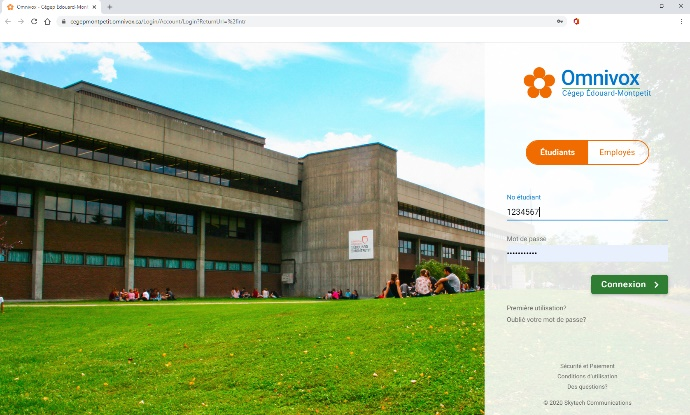 Omnivox - Cégep Édouard-Montp
cegepmontpetit.omnivox.ca/Login/Account/Login?ReturnUrl=%2fintr
Omnivox
Cégep Édouard-Montpetit
Étudiants
Employés
No étudiant
1234567
Mot de passe
•••••••••••
Connexion
Première utilisation?
Oublié votre mot de passe?
Sécurité et Paiement
Conditions d'utilisation
Des questions?
© 2020 Skytech Communications